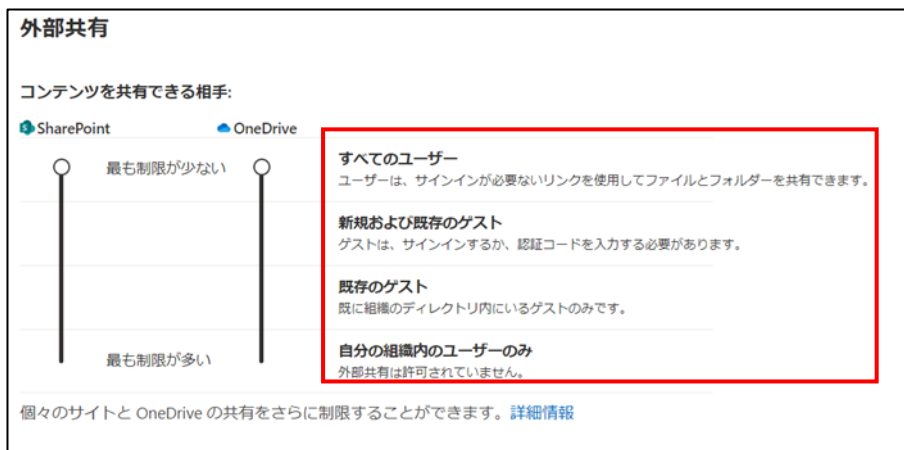 外部共有
コンテンツを共有できる相手:
SharePoint
OneDrive
最も制限が少ない
すべてのユーザー
ユーザーは、サインインが必要ないリンクを使用してファイルとフォルダーを共有できます。
新規および既存のゲスト
ゲストは、サインインするか、認証コードを入力する必要があります。
既存のゲスト
既に組織のディレクトリ内にいるゲストのみです。
最も制限が多い
自分の組織内のユーザーのみ
外部共有は許可されていません。
個々のサイトと OneDrive の共有をさらに制限することができます。詳細情報